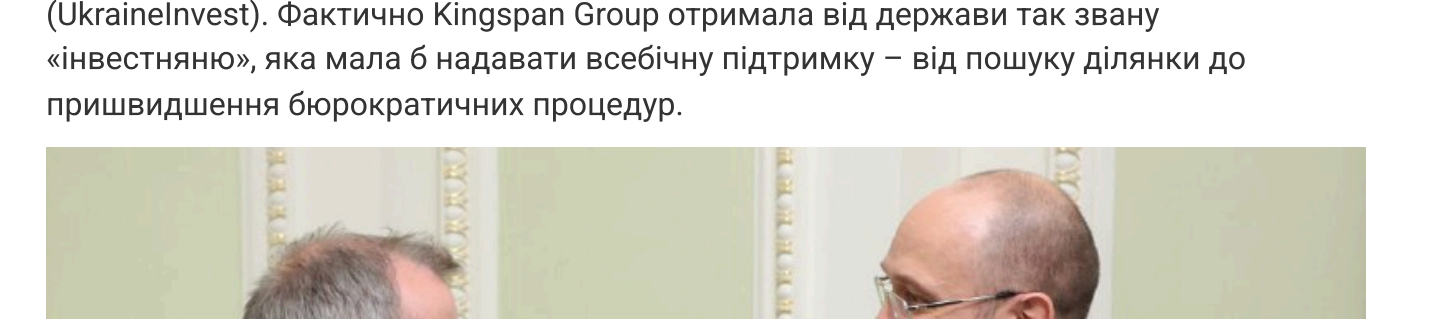 (UkraineInvest). Фактично Kingspan Group отримала від держави так звану
«інвестняню», яка мала б надавати всебічну підтримку – від пошуку ділянки до
пришвидшення бюрократичних процедур.